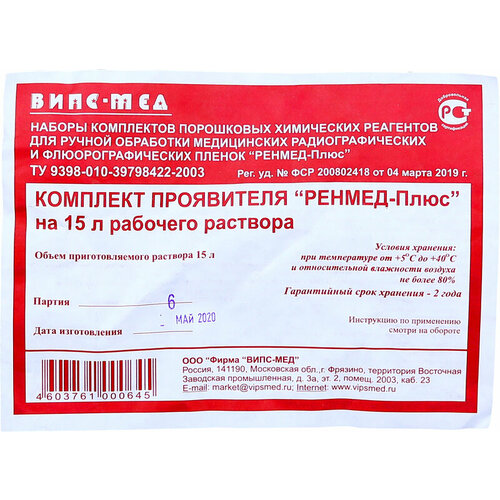 ВИПС-МЕД
Добровольная
РСТ
сертификация
НАБОРЫ КОМПЛЕКТОВ ПОРОШКОВЫХ ХИМИЧЕСКИХ РЕАГЕНТОВ
ДЛЯ РУЧНОЙ ОБРАБОТКИ МЕДИЦИНСКИХ РАДИОГРАФИЧЕСКИХ
И ФЛЮОРОГРАФИЧЕСКИХ ПЛЕНОК “РЕНМЕД-Плюс”
ТУ 9398-010-39798422-2003
Рег. уд. № ФСР 200802418 от 04 марта 2019 г.
КОМПЛЕКТ ПРОЯВИТЕЛЯ “РЕНМЕД-Плюс”
на 15 л рабочего раствора
Объем приготовляемого раствора 15 л
Условия хранения:
при температуре от +5°С до +40°С
и относительной влажности воздуха
не более 80%
Гарантийный срок хранения - 2 года
Партия 6
Дата изготовления МАЙ 2020
Инструкцию по применению
смотри на обороте
4603761000645
ООО “Фирма “ВИПС-МЕД”
Россия, 141190, Московская обл.,г. Фрязино, территория Восточная
Заводская промышленная, д. 3а, эт. 2, помещ. 2003, каб. 23
E-mail: market@vipsmed.ru; Internet: www.vipsmed.ru